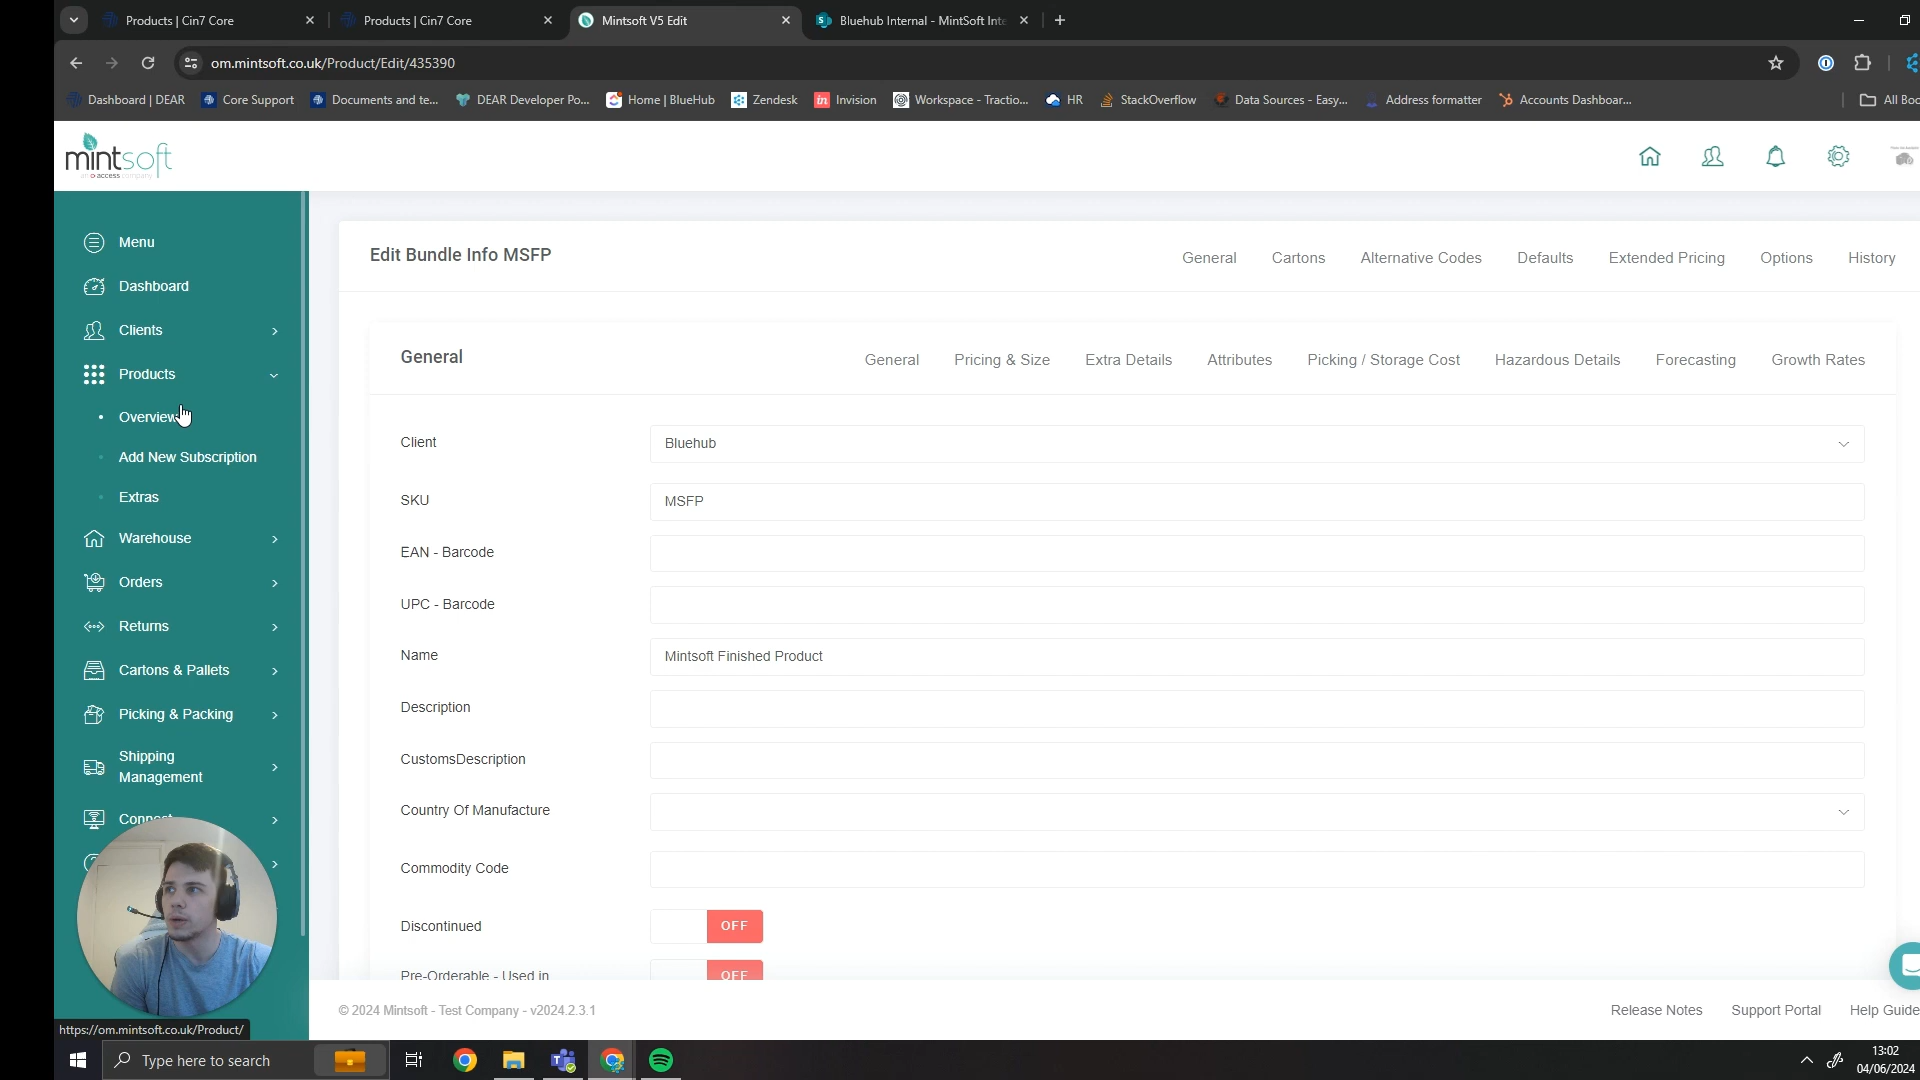 Products | Cin7 Core
Products | Cin7 Core
Mintsoft V5 Edit
Bluehub Internal - MintSoft Inte
om.mintsoft.co.uk/Product/Edit/435390
Dashboard | DEAR
Core Support
Documents and te...
DEAR Developer Po...
Home | BlueHub
Zendesk
Invision
Workspace - Tractio...
HR
StackOverflow
Data Sources - Easy...
Address formatter
Accounts Dashboar...
All Boo
mintsoft
an access company
Menu
Dashboard
Clients
Products
Overview
Add New Subscription
Extras
Warehouse
Orders
Returns
Cartons & Pallets
Picking & Packing
Shipping
Management
Connect
Edit Bundle Info MSFP
General
Cartons
Alternative Codes
Defaults
Extended Pricing
Options
History
General
General
Pricing & Size
Extra Details
Attributes
Picking / Storage Cost
Hazardous Details
Forecasting
Growth Rates
Client
Bluehub
SKU
MSFP
EAN - Barcode
UPC - Barcode
Name
Mintsoft Finished Product
Description
CustomsDescription
Country Of Manufacture
Commodity Code
Discontinued
OFF
Pre-Orderable - Used in
OFF
© 2024 Mintsoft - Test Company - v2024.2.3.1
Release Notes
Support Portal
Help Guide
https://om.mintsoft.co.uk/Product/
Type here to search
13:02
04/06/2024